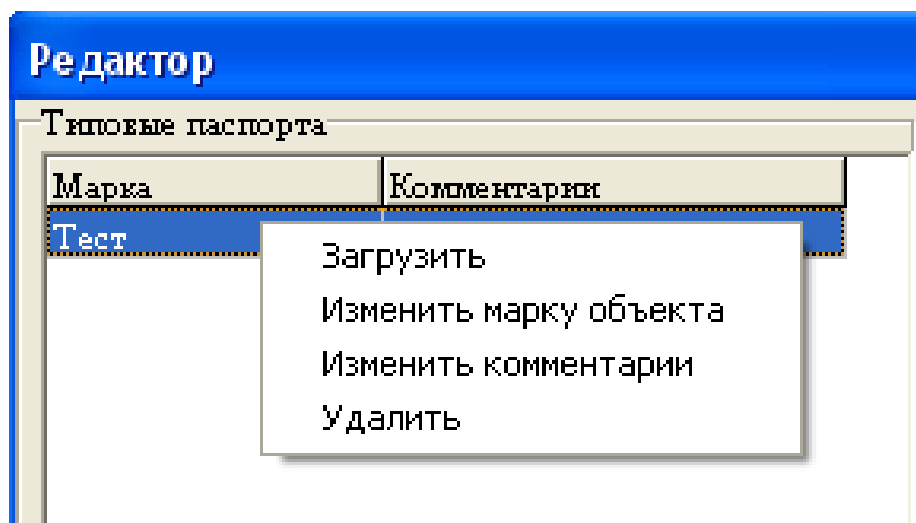 Редактор
Типовые паспорта
Марка Комментарии
Тест
Загрузить
Изменить марку объекта
Изменить комментарии
Удалить